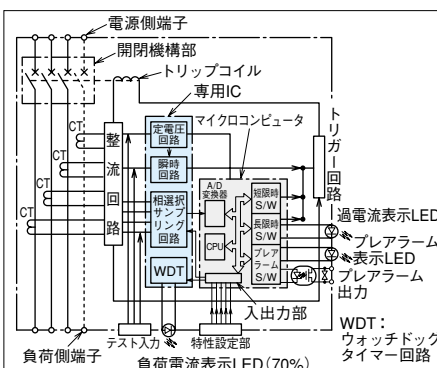 電源側端子
開閉機構部
トリップコイル
専用IC
マイクロコンピュータ
CT
CT
CT
CT
整流回路
定電圧
回路
瞬時
回路
相選択
サンプ
リング
回路
WDT
A/D
変換器
CPU
短限時
S/W
長限時
S/W
プレア
ラーム
S/W
トリガー回路
過電流表示LED
プレアラーム
表示LED
プレアラーム
出力
入出力部
テスト入力
特性設定部
負荷側端子
負荷電流表示LED(70%)
WDT：
ウォッチドック
タイマー回路